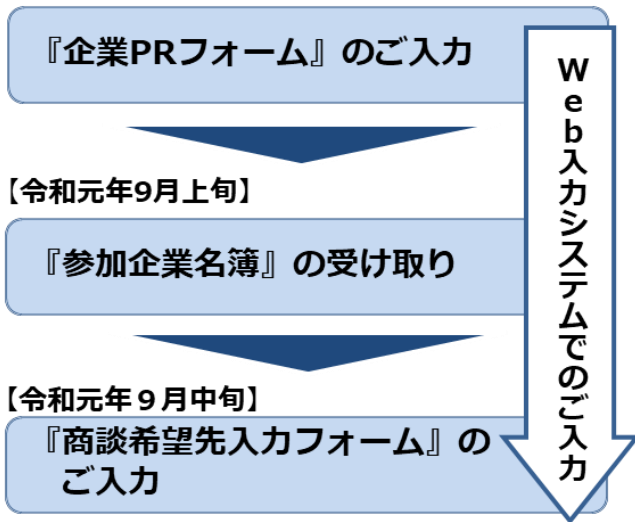 『企業PRフォーム』のご入力
【令和元年9月上旬】
『参加企業名簿』の受け取り
【令和元年９月中旬】
『商談希望先入力フォーム』の
ご入力
Web入力システムでのご入力